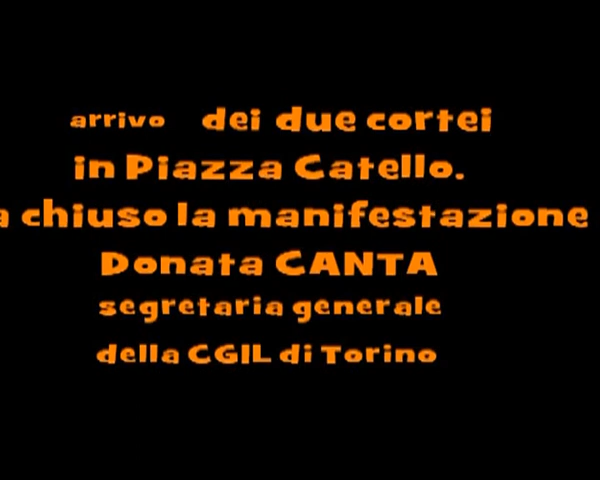 arrivo dei due cortei
in Piazza Catello.
a chiuso la manifestazione
Donata CANTA
segretaria generale
della CGIL di Torino